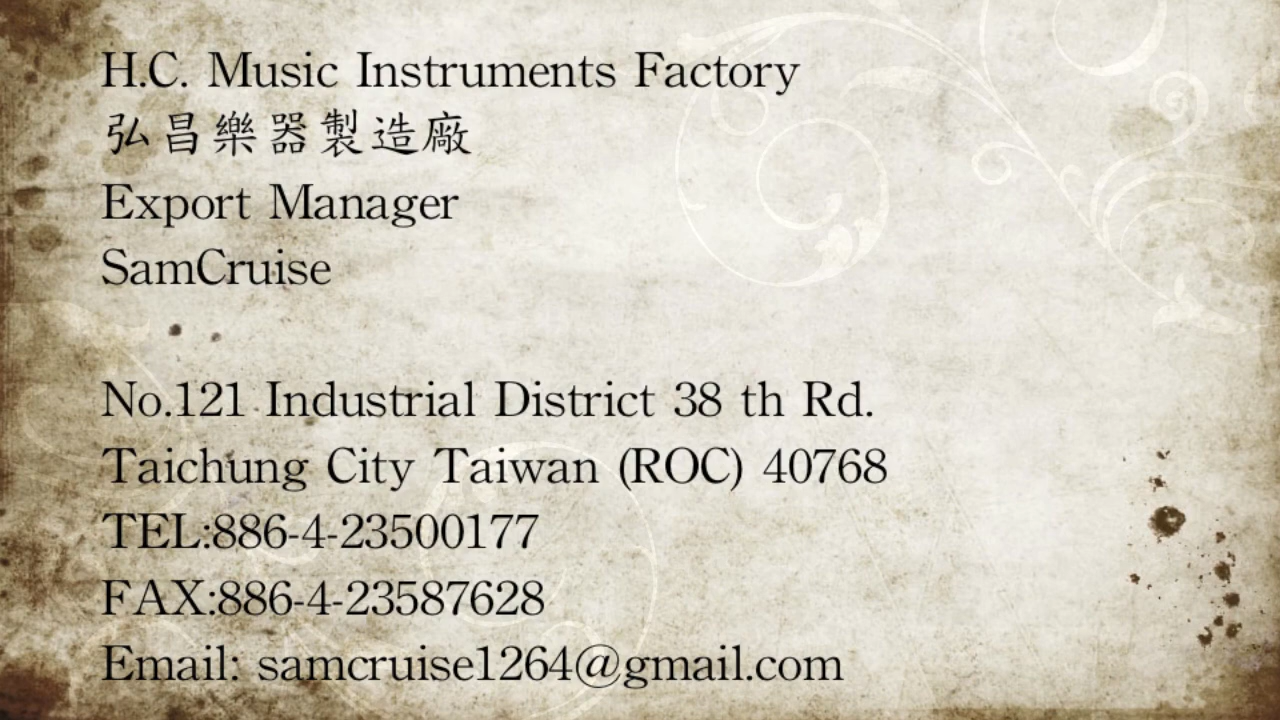 H.C. Music Instruments Factory
弘昌樂器製造廠
Export Manager
SamCruise
No.121 Industrial District 38 th Rd.
Taichung City Taiwan (ROC) 40768
TEL:886-4-23500177
FAX:886-4-23587628
Email: samcruise1264@gmail.com